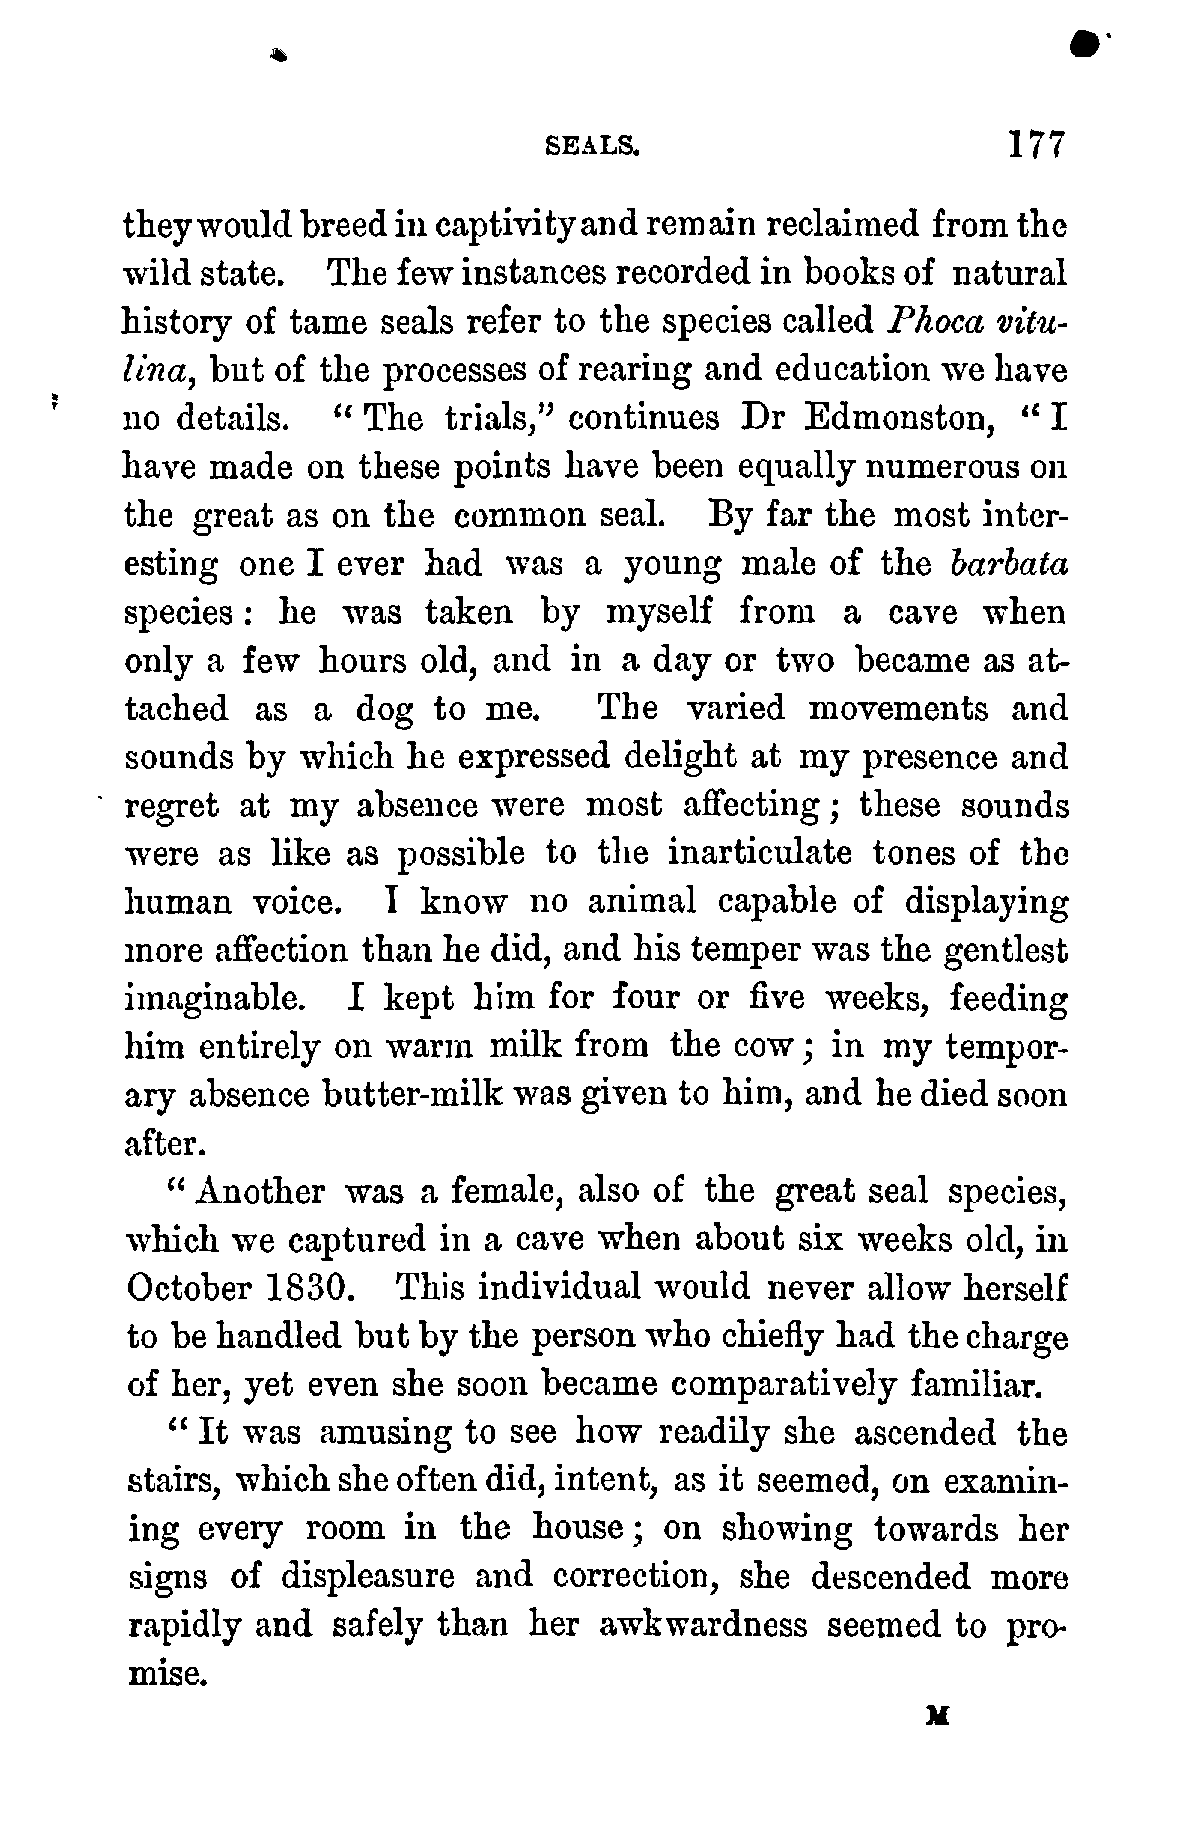 SEALS. 177
they would breed in captivity and remain reclaimed from the
wild state. The few instances recorded in books of natural
history of tame seals refer to the species called Phoca vitu-
lina, but of the processes of rearing and education we have
no details. “ The trials,” continues Dr Edmonston, “ I
have made on these points have been equally numerous on
the great as on the common seal. By far the most inter-
esting one I ever had was a young male of the barbata
species : he was taken by myself from a cave when
only a few hours old, and in a day or two became as at-
tached as a dog to me. The varied movements and
sounds by which he expressed delight at my presence and
regret at my absence were most affecting ; these sounds
were as like as possible to the inarticulate tones of the
human voice. I know no animal capable of displaying
more affection than he did, and his temper was the gentlest
imaginable. I kept him for four or five weeks, feeding
him entirely on warm milk from the cow ; in my tempor-
ary absence butter-milk was given to him, and he died soon
after.
“ Another was a female, also of the great seal species,
which we captured in a cave when about six weeks old, in
October 1830. This individual would never allow herself
to be handled but by the person who chiefly had the charge
of her, yet even she soon became comparatively familiar.
“ It was amusing to see how readily she ascended the
stairs, which she often did, intent, as it seemed, on examin-
ing every room in the house ; on showing towards her
signs of displeasure and correction, she descended more
rapidly and safely than her awkwardness seemed to pro-
mise.
M